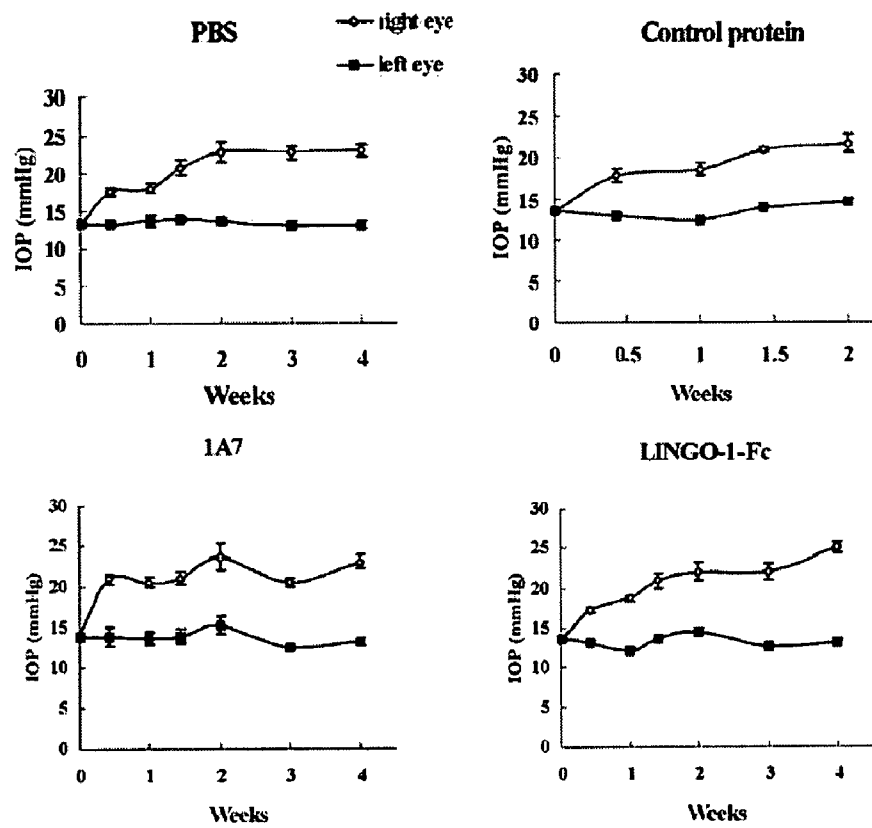 PBS
right eye
left eye
Control protein
30
25
20
15
10
5
0
IOP (mmHg)
0 1 2 3 4
Weeks
30
25
20
15
10
5
0
IOP (mmHg)
0 0.5 1 1.5 2
Weeks
1A7
30
25
20
15
10
5
0
IOP (mmHg)
0 1 2 3 4
Weeks
LINGO-1-Fc
30
25
20
15
10
5
0
IOP (mmHg)
0 1 2 3 4
Weeks